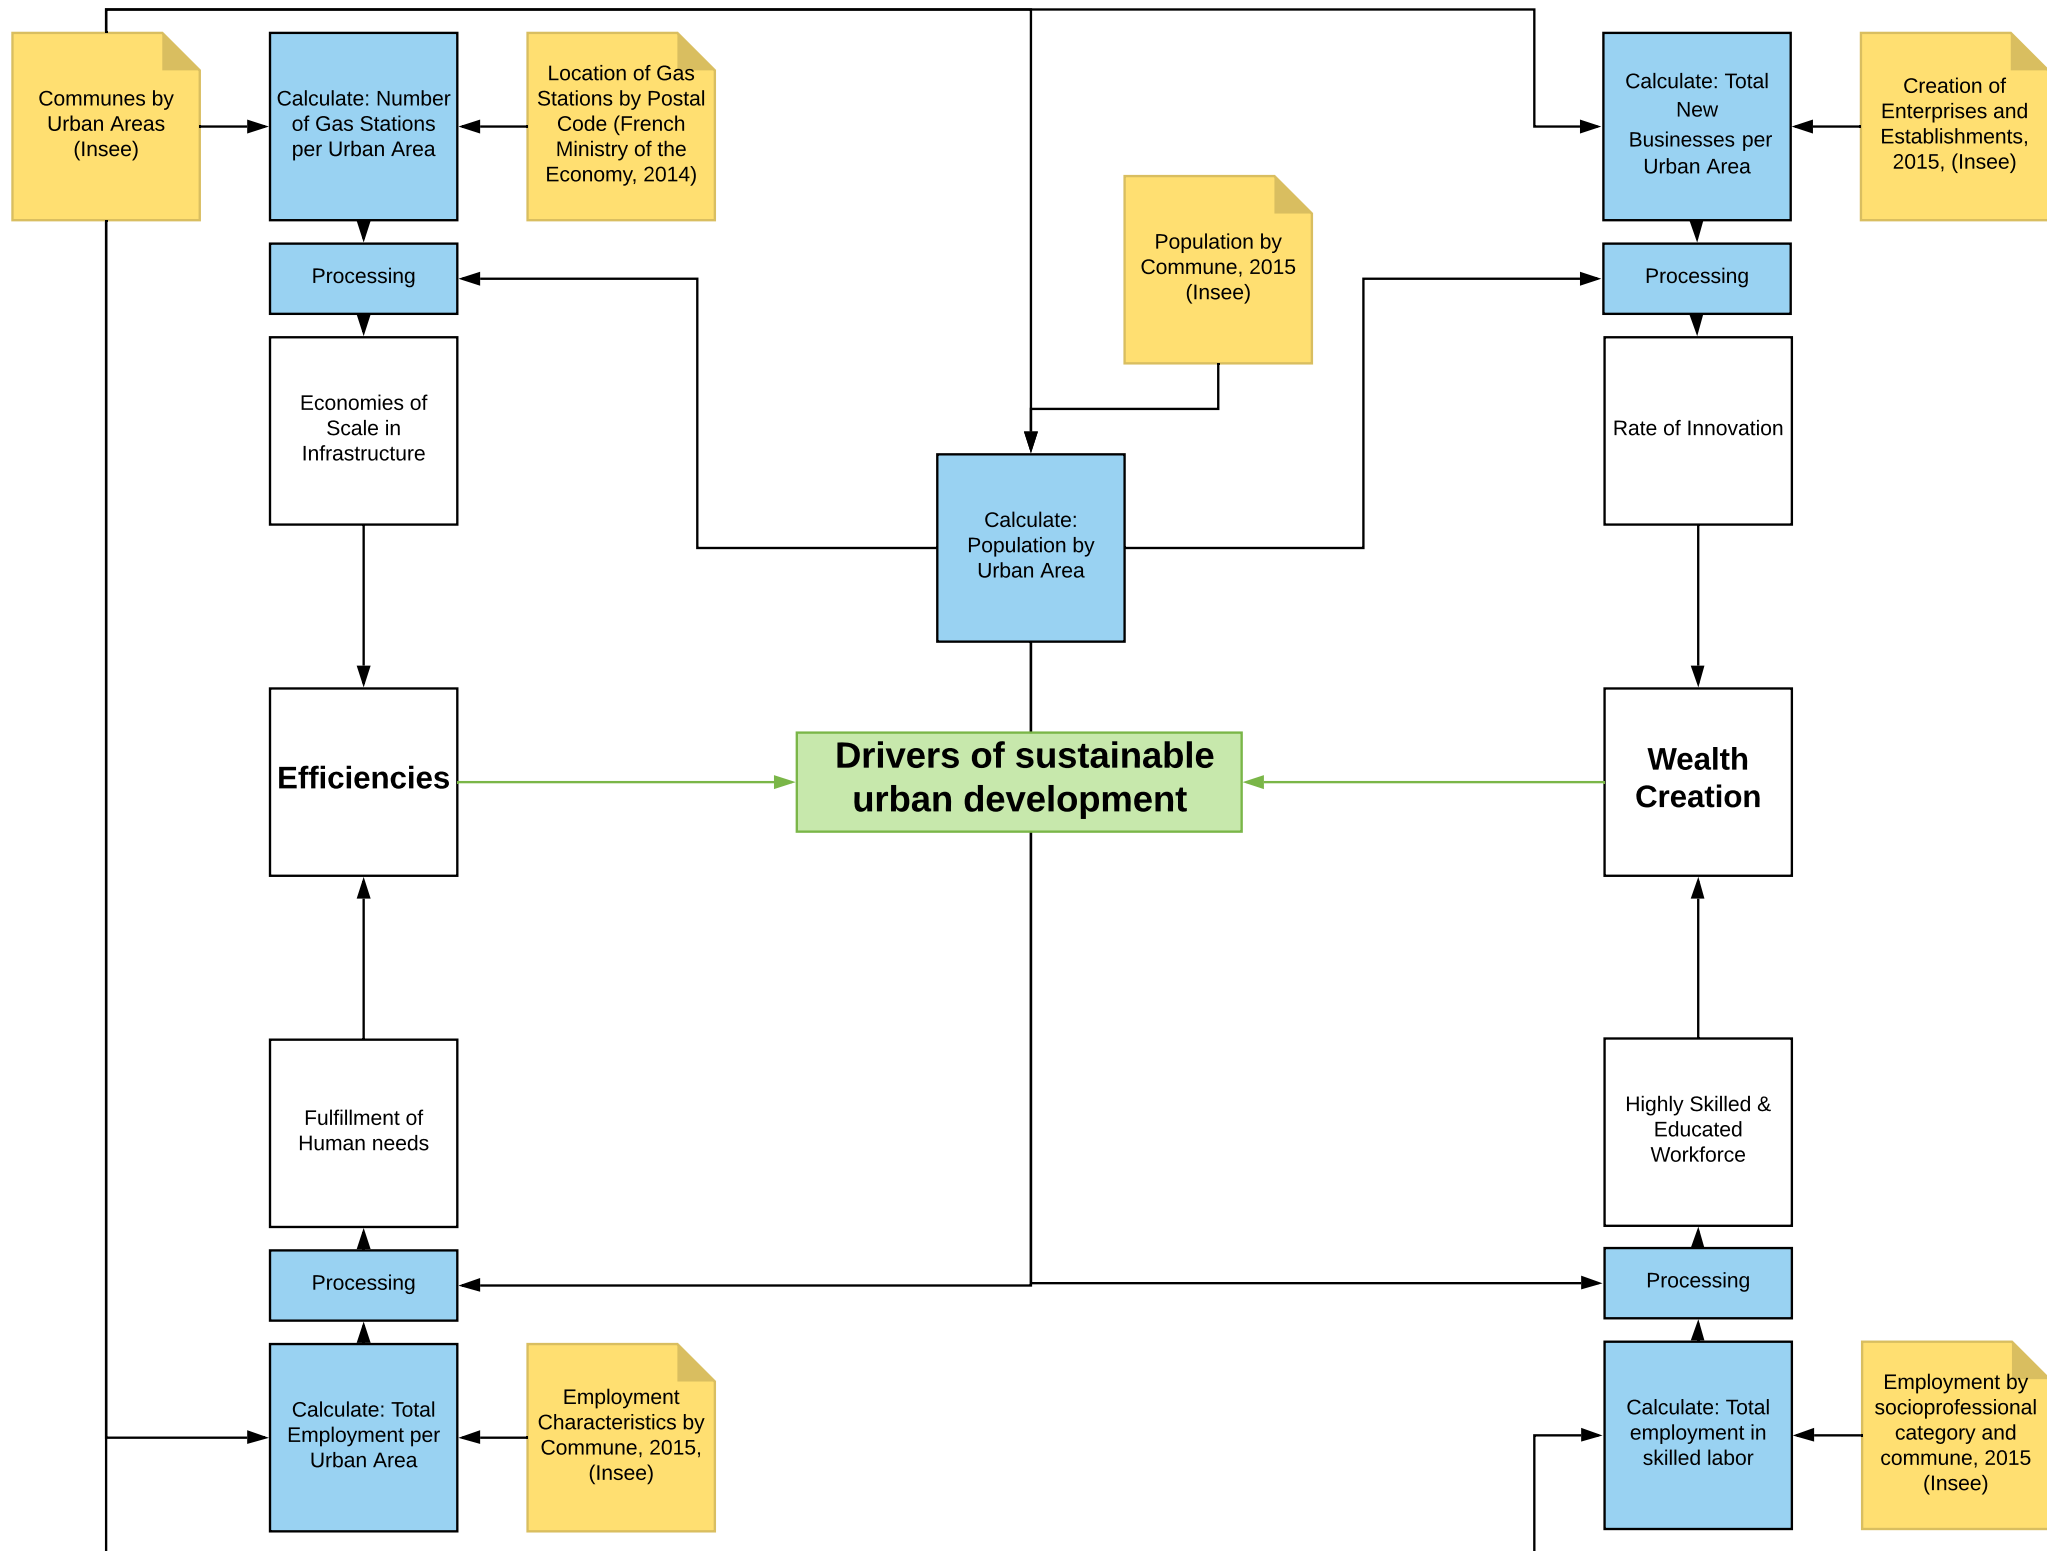 Communes by
Urban Areas
(Insee)
Calculate: Number
of Gas Stations
per Urban Area
Location of Gas
Stations by Postal
Code (French
Ministry of the
Economy, 2014)
Calculate: Total
New
Businesses per
Urban Area
Creation of
Enterprises and
Establishments,
2015, (Insee)
Processing
Population by
Commune, 2015
(Insee)
Processing
Economies of
Scale in
Infrastructure
Rate of Innovation
Calculate:
Population by
Urban Area
Efficiencies
Drivers of sustainable
urban development
Wealth
Creation
Fulfillment of
Human needs
Highly Skilled &
Educated
Workforce
Processing
Processing
Calculate: Total
Employment per
Urban Area
Employment
Characteristics by
Commune, 2015,
(Insee)
Calculate: Total
employment in
skilled labor
Employment by
socioprofessional
category and
commune, 2015
(Insee)